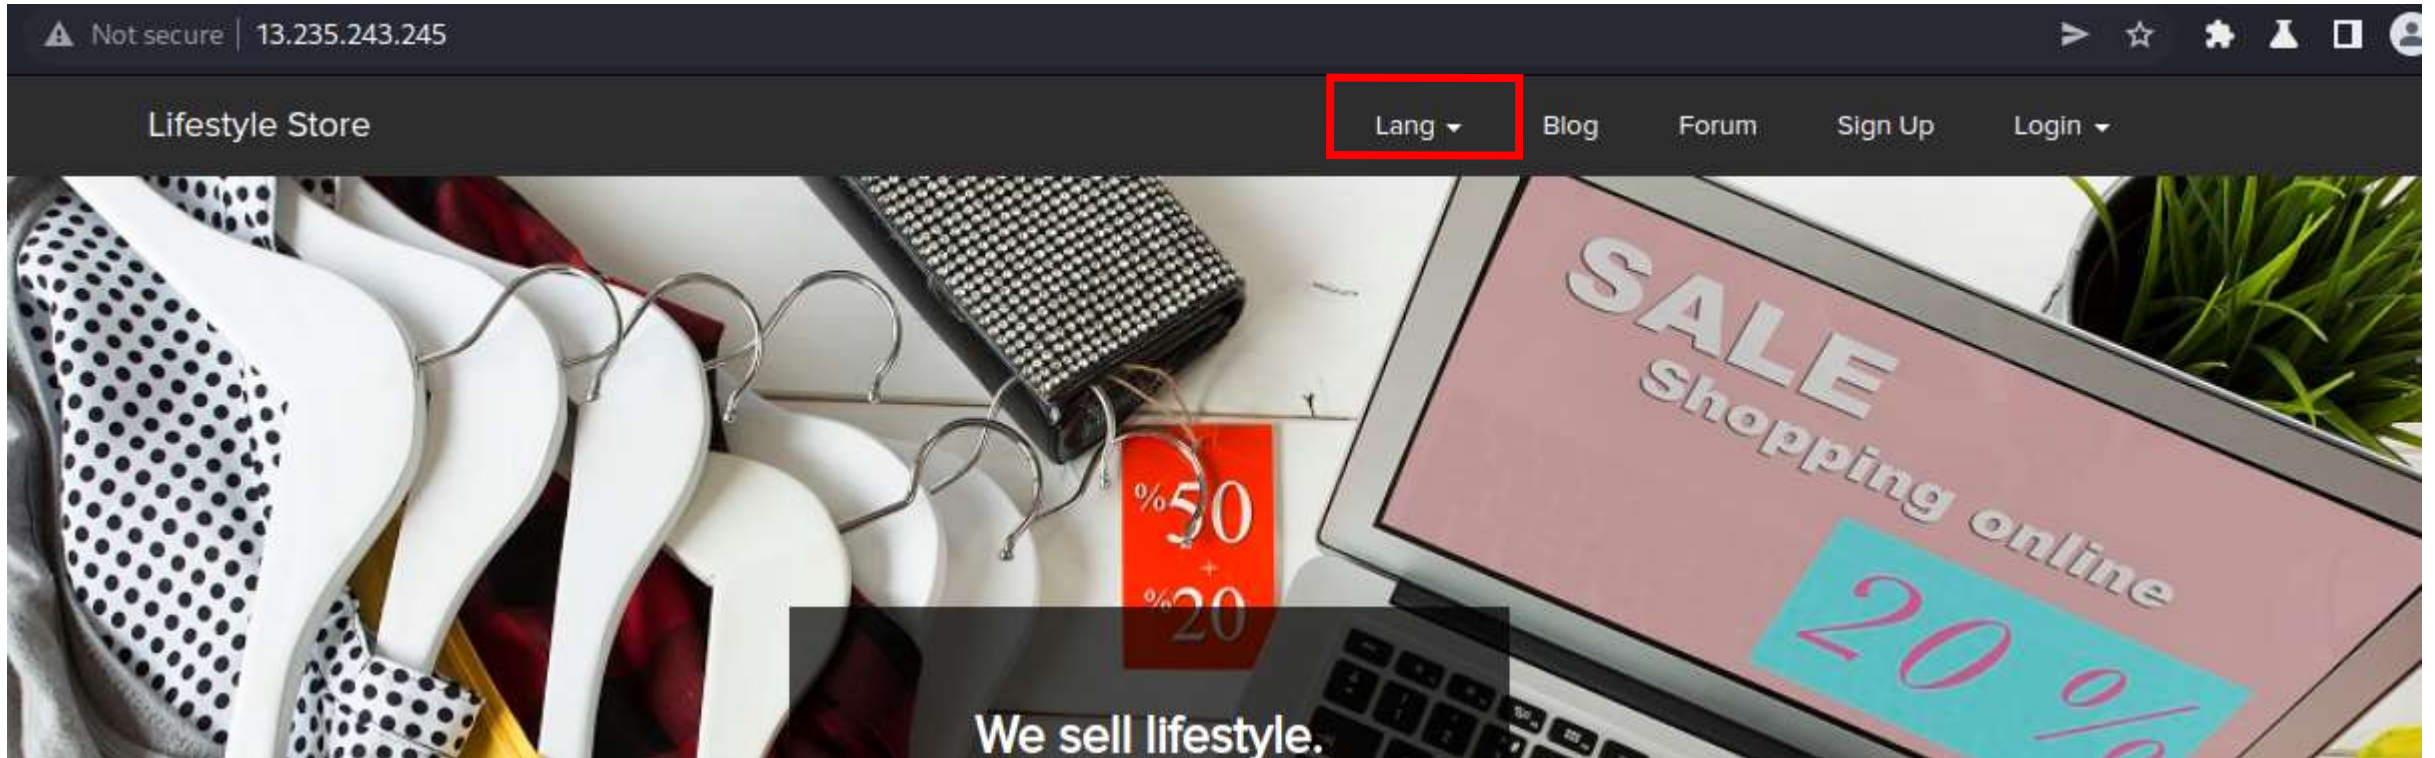 Not secure | 13.235.243.245
Lifestyle Store Lang Blog Forum Sign Up Login
SALE
Shopping online
20 %
%50
+
%20
We sell lifestyle.